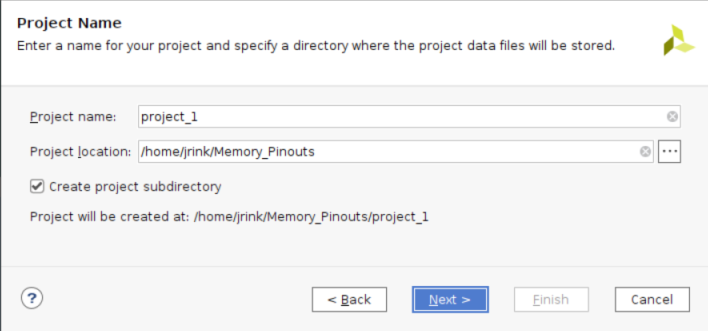 Project Name
Enter a name for your project and specify a directory where the project data files will be stored.
Project name: project_1
Project location: /home/jrink/Memory_Pinouts ...
Create project subdirectory
Project will be created at: /home/jrink/Memory_Pinouts/project_1
? < Back Next > Finish Cancel